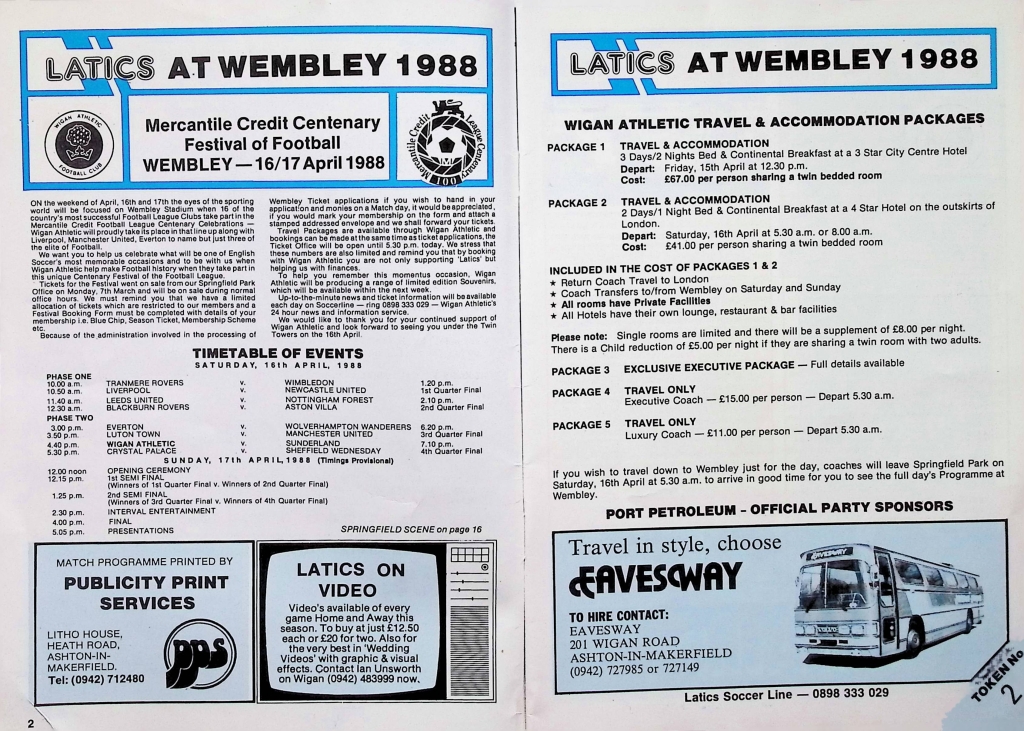 LATICS AT WEMBLEY 1988
WIGAN ATHLETIC
FOOTBALL CLUB
Mercantile Credit Centenary
Festival of Football
WEMBLEY — 16/17 April 1988
Mercantile Credit League Centenary
100
ON the weekend of April, 16th and 17th the eyes of the sporting
world will be focused on Wembley Stadium when 16 of the
country's most successful Football League Clubs take part in the
Mercantile Credit Football League Centenary Celebrations —
Wigan Athletic will proudly take its place in that line up along with
Liverpool, Manchester United, Everton to name but just three of
the elite of Football.
We want you to help us celebrate what will be one of English
Soccer's most memorable occasions and to be with us when
Wigan Athletic help make Football history when they take part in
this unique Centenary Festival of the Football League.
Tickets for the Festival went on sale from our Springfield Park
Office on Monday, 7th March and will be on sale during normal
office hours. We must remind you that we have a limited
allocation of tickets which are restricted to our members and a
Festival Booking Form must be completed with details of your
membership i.e. Blue Chip, Season Ticket, Membership Scheme
etc.
Because of the administration involved in the processing of
Wembley Ticket applications if you wish to hand in your
application and monies on a Match day, it would be appreciated,
if you would mark your membership on the form and attach a
stamped addressed envelope and we shall forward your tickets.
Travel Packages are available through Wigan Athletic and
bookings can be made at the same time as ticket applications, the
Ticket Office will be open until 5.30 p.m. today. We stress that
these numbers are also limited and remind you that by booking
with Wigan Athletic you are not only supporting 'Latics' but
helping us with finances.
To help you remember this momentus occasion, Wigan
Athletic will be producing a range of limited edition Souvenirs,
which will be available within the next week.
Up-to-the-minute news and ticket information will be available
each day on Soccerline — ring 0898 333 029 — Wigan Athletic's
24 hour news and information service.
We would like to thank you for your continued support of
Wigan Athletic and look forward to seeing you under the Twin
Towers on the 16th April.
TIMETABLE OF EVENTS
SATURDAY, 16th APRIL, 1988
PHASE ONE
10.00 a.m. TRANMERE ROVERS v. WIMBLEDON 1.20 p.m.
10.50 a.m. LIVERPOOL v. NEWCASTLE UNITED 1st Quarter Final
11.40 a.m. LEEDS UNITED v. NOTTINGHAM FOREST 2.10 p.m.
12.30 a.m. BLACKBURN ROVERS v. ASTON VILLA 2nd Quarter Final
PHASE TWO
3.00 p.m. EVERTON v. WOLVERHAMPTON WANDERERS 6.20 p.m.
3.50 p.m. LUTON TOWN v. MANCHESTER UNITED 3rd Quarter Final
4.40 p.m. WIGAN ATHLETIC v. SUNDERLAND 7.10 p.m.
5.30 p.m. CRYSTAL PALACE v. SHEFFIELD WEDNESDAY 4th Quarter Final
SUNDAY, 17th APRIL, 1988 (Timings Provisional)
12.00 noon OPENING CEREMONY
12.15 p.m. 1st SEMI FINAL
(Winners of 1st Quarter Final v. Winners of 2nd Quarter Final)
1.25 p.m. 2nd SEMI FINAL
(Winners of 3rd Quarter Final v. Winners of 4th Quarter Final)
2.30 p.m. INTERVAL ENTERTAINMENT
4.00 p.m. FINAL
5.05 p.m. PRESENTATIONS
SPRINGFIELD SCENE on page 16
MATCH PROGRAMME PRINTED BY
PUBLICITY PRINT
SERVICES
LITHO HOUSE,
HEATH ROAD,
ASHTON-IN-
MAKERFIELD.
Tel: (0942) 712480
pps
LATICS ON
VIDEO
Video's available of every
game Home and Away this
season. To buy at just £12.50
each or £20 for two. Also for
the very best in 'Wedding
Videos' with graphic & visual
effects. Contact Ian Unsworth
on Wigan (0942) 483999 now.
2
LATICS AT WEMBLEY 1988
WIGAN ATHLETIC TRAVEL & ACCOMMODATION PACKAGES
PACKAGE 1 TRAVEL & ACCOMMODATION
3 Days/2 Nights Bed & Continental Breakfast at a 3 Star City Centre Hotel
Depart: Friday, 15th April at 12.30 p.m.
Cost: £67.00 per person sharing a twin bedded room
PACKAGE 2 TRAVEL & ACCOMMODATION
2 Days/1 Night Bed & Continental Breakfast at a 4 Star Hotel on the outskirts of
London.
Depart: Saturday, 16th April at 5.30 a.m. or 8.00 a.m.
Cost: £41.00 per person sharing a twin bedded room
INCLUDED IN THE COST OF PACKAGES 1 & 2
★ Return Coach Travel to London
★ Coach Transfers to/from Wembley on Saturday and Sunday
★ All rooms have Private Facilities
★ All Hotels have their own lounge, restaurant & bar facilities
Please note: Single rooms are limited and there will be a supplement of £8.00 per night.
There is a Child reduction of £5.00 per night if they are sharing a twin room with two adults.
PACKAGE 3 EXCLUSIVE EXECUTIVE PACKAGE — Full details available
PACKAGE 4 TRAVEL ONLY
Executive Coach — £15.00 per person — Depart 5.30 a.m.
PACKAGE 5 TRAVEL ONLY
Luxury Coach — £11.00 per person — Depart 5.30 a.m.
If you wish to travel down to Wembley just for the day, coaches will leave Springfield Park on
Saturday, 16th April at 5.30 a.m. to arrive in good time for you to see the full day's Programme at
Wembley.
PORT PETROLEUM - OFFICIAL PARTY SPONSORS
Travel in style, choose
EAVESWAY
TO HIRE CONTACT:
EAVESWAY
201 WIGAN ROAD
ASHTON-IN-MAKERFIELD
(0942) 727985 or 727149
EAVESWAY
Latics Soccer Line — 0898 333 029
TOKEN No
2